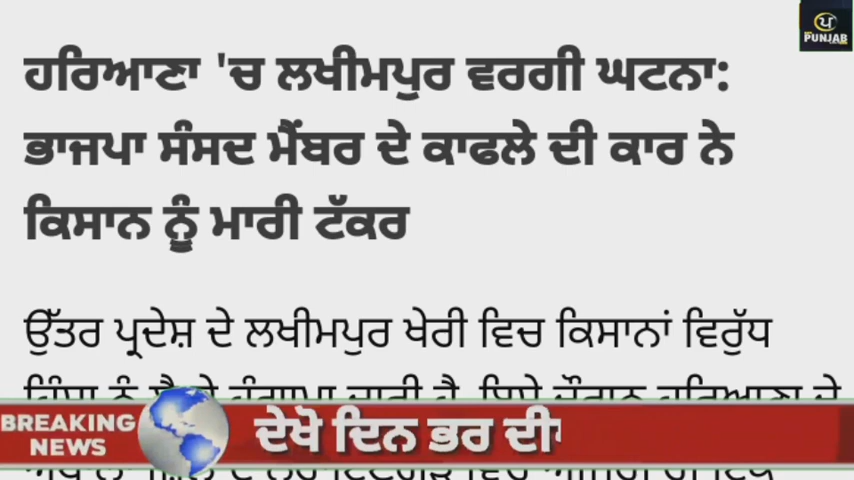 ਪ
PUNJAB
ਹਰਿਆਣਾ 'ਚ ਲਖੀਮਪੁਰ ਵਰਗੀ ਘਟਨਾ:
ਭਾਜਪਾ ਸੰਸਦ ਮੈਂਬਰ ਦੇ ਕਾਫਲੇ ਦੀ ਕਾਰ ਨੇ
ਕਿਸਾਨ ਨੂੰ ਮਾਰੀ ਟੱਕਰ
ਉੱਤਰ ਪ੍ਰਦੇਸ਼ ਦੇ ਲਖੀਮਪੁਰ ਖੇਰੀ ਵਿਚ ਕਿਸਾਨਾਂ ਵਿਰੁੱਧ
BREAKING
NEWS
ਦੇਖੋ ਦਿਨ ਭਰ ਦੀ